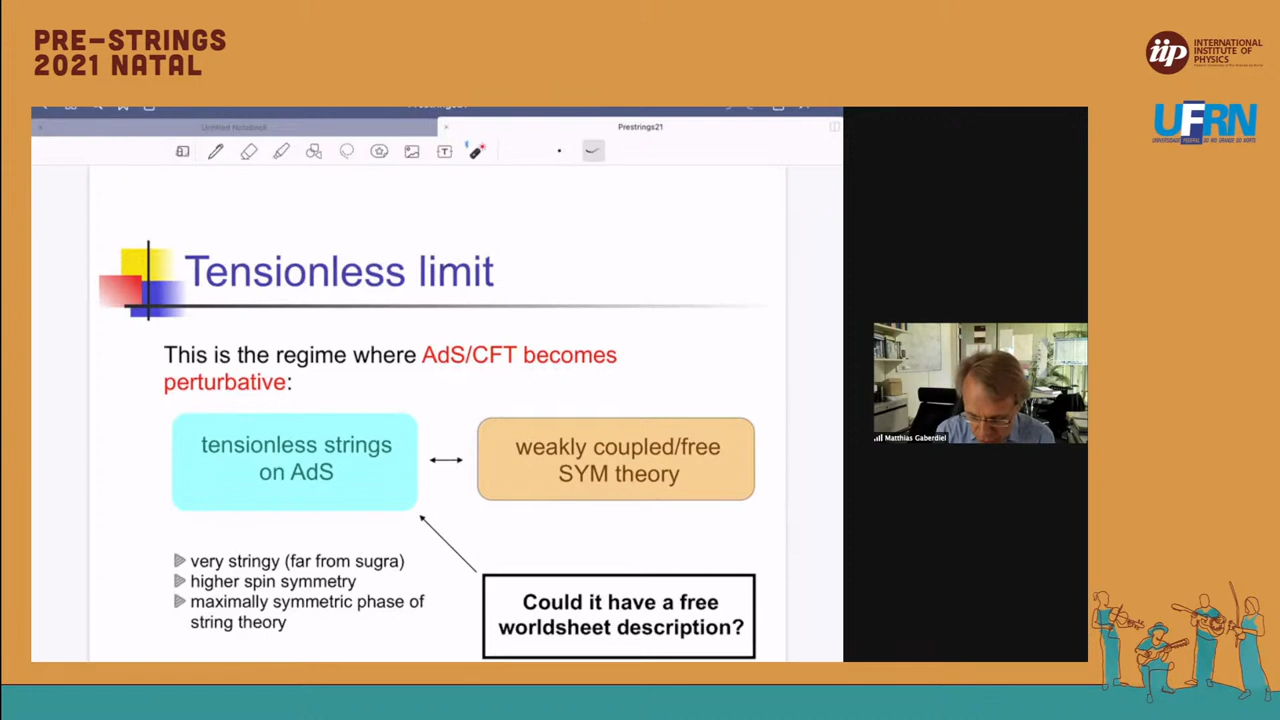 PRE-STRINGS
2021 NATAL
iip
INTERNATIONAL
INSTITUTE OF
PHYSICS
UFRN
Untitled Notebook
Prestrings21
T
Tensionless limit
This is the regime where AdS/CFT becomes
perturbative:
tensionless strings
on AdS
weakly coupled/free
SYM theory
very stringy (far from sugra)
higher spin symmetry
maximally symmetric phase of
string theory
Could it have a free
worldsheet description?
Matthias Gaberdiel